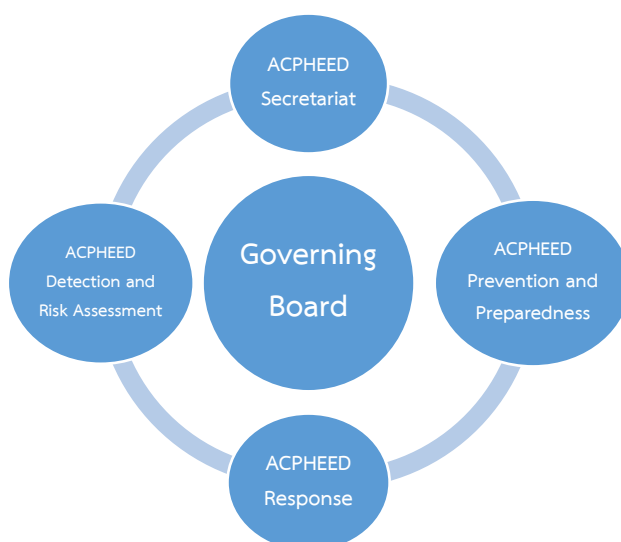 ACPHEED
Secretariat
ACPHEED
Detection and
Risk Assessment
Governing
Board
ACPHEED
Prevention and
Preparedness
ACPHEED
Response